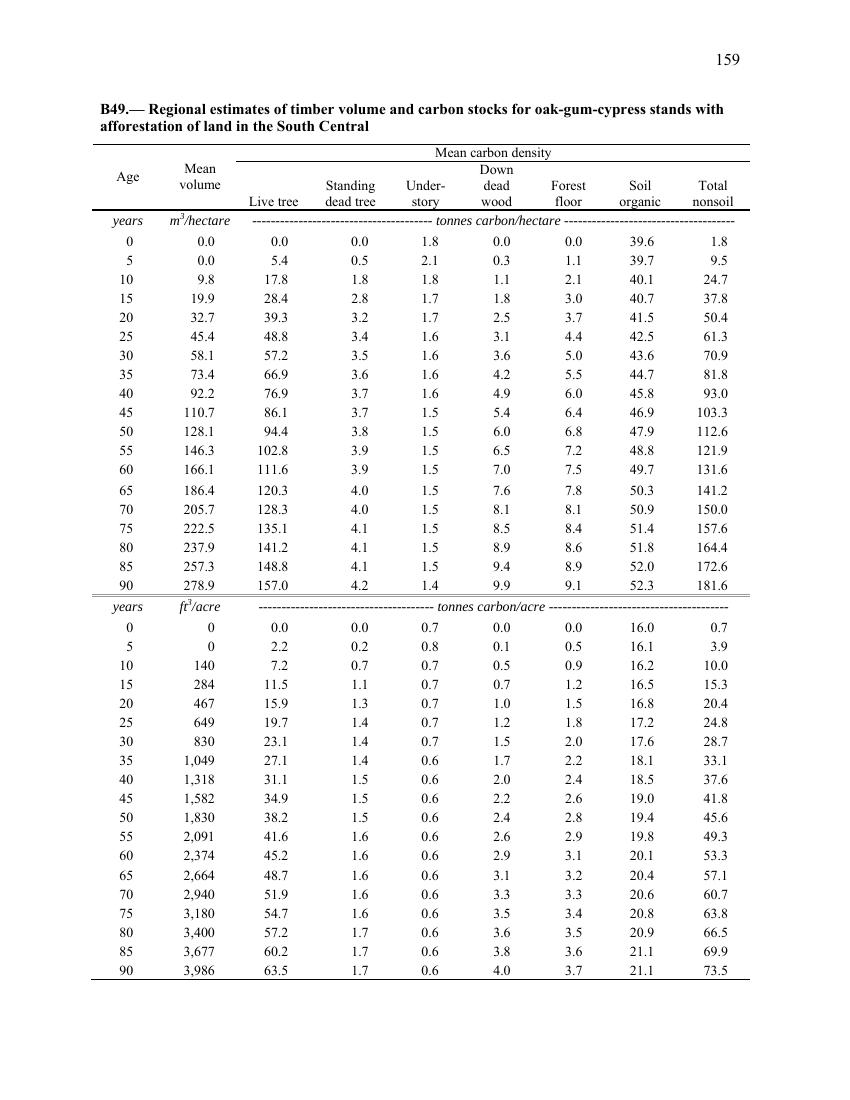 159
B49.— Regional estimates of timber volume and carbon stocks for oak-gum-cypress stands with
afforestation of land in the South Central
Age Mean volume Mean carbon density
Live tree Standing dead tree Under-story Down dead wood Forest floor Soil organic Total nonsoil
years m³/hectare --------------------------------------- tonnes carbon/hectare -------------------------------------
0 0.0 0.0 0.0 1.8 0.0 0.0 39.6 1.8
5 0.0 5.4 0.5 2.1 0.3 1.1 39.7 9.5
10 9.8 17.8 1.8 1.8 1.1 2.1 40.1 24.7
15 19.9 28.4 2.8 1.7 1.8 3.0 40.7 37.8
20 32.7 39.3 3.2 1.7 2.5 3.7 41.5 50.4
25 45.4 48.8 3.4 1.6 3.1 4.4 42.5 61.3
30 58.1 57.2 3.5 1.6 3.6 5.0 43.6 70.9
35 73.4 66.9 3.6 1.6 4.2 5.5 44.7 81.8
40 92.2 76.9 3.7 1.6 4.9 6.0 45.8 93.0
45 110.7 86.1 3.7 1.5 5.4 6.4 46.9 103.3
50 128.1 94.4 3.8 1.5 6.0 6.8 47.9 112.6
55 146.3 102.8 3.9 1.5 6.5 7.2 48.8 121.9
60 166.1 111.6 3.9 1.5 7.0 7.5 49.7 131.6
65 186.4 120.3 4.0 1.5 7.6 7.8 50.3 141.2
70 205.7 128.3 4.0 1.5 8.1 8.1 50.9 150.0
75 222.5 135.1 4.1 1.5 8.5 8.4 51.4 157.6
80 237.9 141.2 4.1 1.5 8.9 8.6 51.8 164.4
85 257.3 148.8 4.1 1.5 9.4 8.9 52.0 172.6
90 278.9 157.0 4.2 1.4 9.9 9.1 52.3 181.6
years ft³/acre -------------------------------------- tonnes carbon/acre ---------------------------------------
0 0 0.0 0.0 0.7 0.0 0.0 16.0 0.7
5 0 2.2 0.2 0.8 0.1 0.5 16.1 3.9
10 140 7.2 0.7 0.7 0.5 0.9 16.2 10.0
15 284 11.5 1.1 0.7 0.7 1.2 16.5 15.3
20 467 15.9 1.3 0.7 1.0 1.5 16.8 20.4
25 649 19.7 1.4 0.7 1.2 1.8 17.2 24.8
30 830 23.1 1.4 0.7 1.5 2.0 17.6 28.7
35 1,049 27.1 1.4 0.6 1.7 2.2 18.1 33.1
40 1,318 31.1 1.5 0.6 2.0 2.4 18.5 37.6
45 1,582 34.9 1.5 0.6 2.2 2.6 19.0 41.8
50 1,830 38.2 1.5 0.6 2.4 2.8 19.4 45.6
55 2,091 41.6 1.6 0.6 2.6 2.9 19.8 49.3
60 2,374 45.2 1.6 0.6 2.9 3.1 20.1 53.3
65 2,664 48.7 1.6 0.6 3.1 3.2 20.4 57.1
70 2,940 51.9 1.6 0.6 3.3 3.3 20.6 60.7
75 3,180 54.7 1.6 0.6 3.5 3.4 20.8 63.8
80 3,400 57.2 1.7 0.6 3.6 3.5 20.9 66.5
85 3,677 60.2 1.7 0.6 3.8 3.6 21.1 69.9
90 3,986 63.5 1.7 0.6 4.0 3.7 21.1 73.5